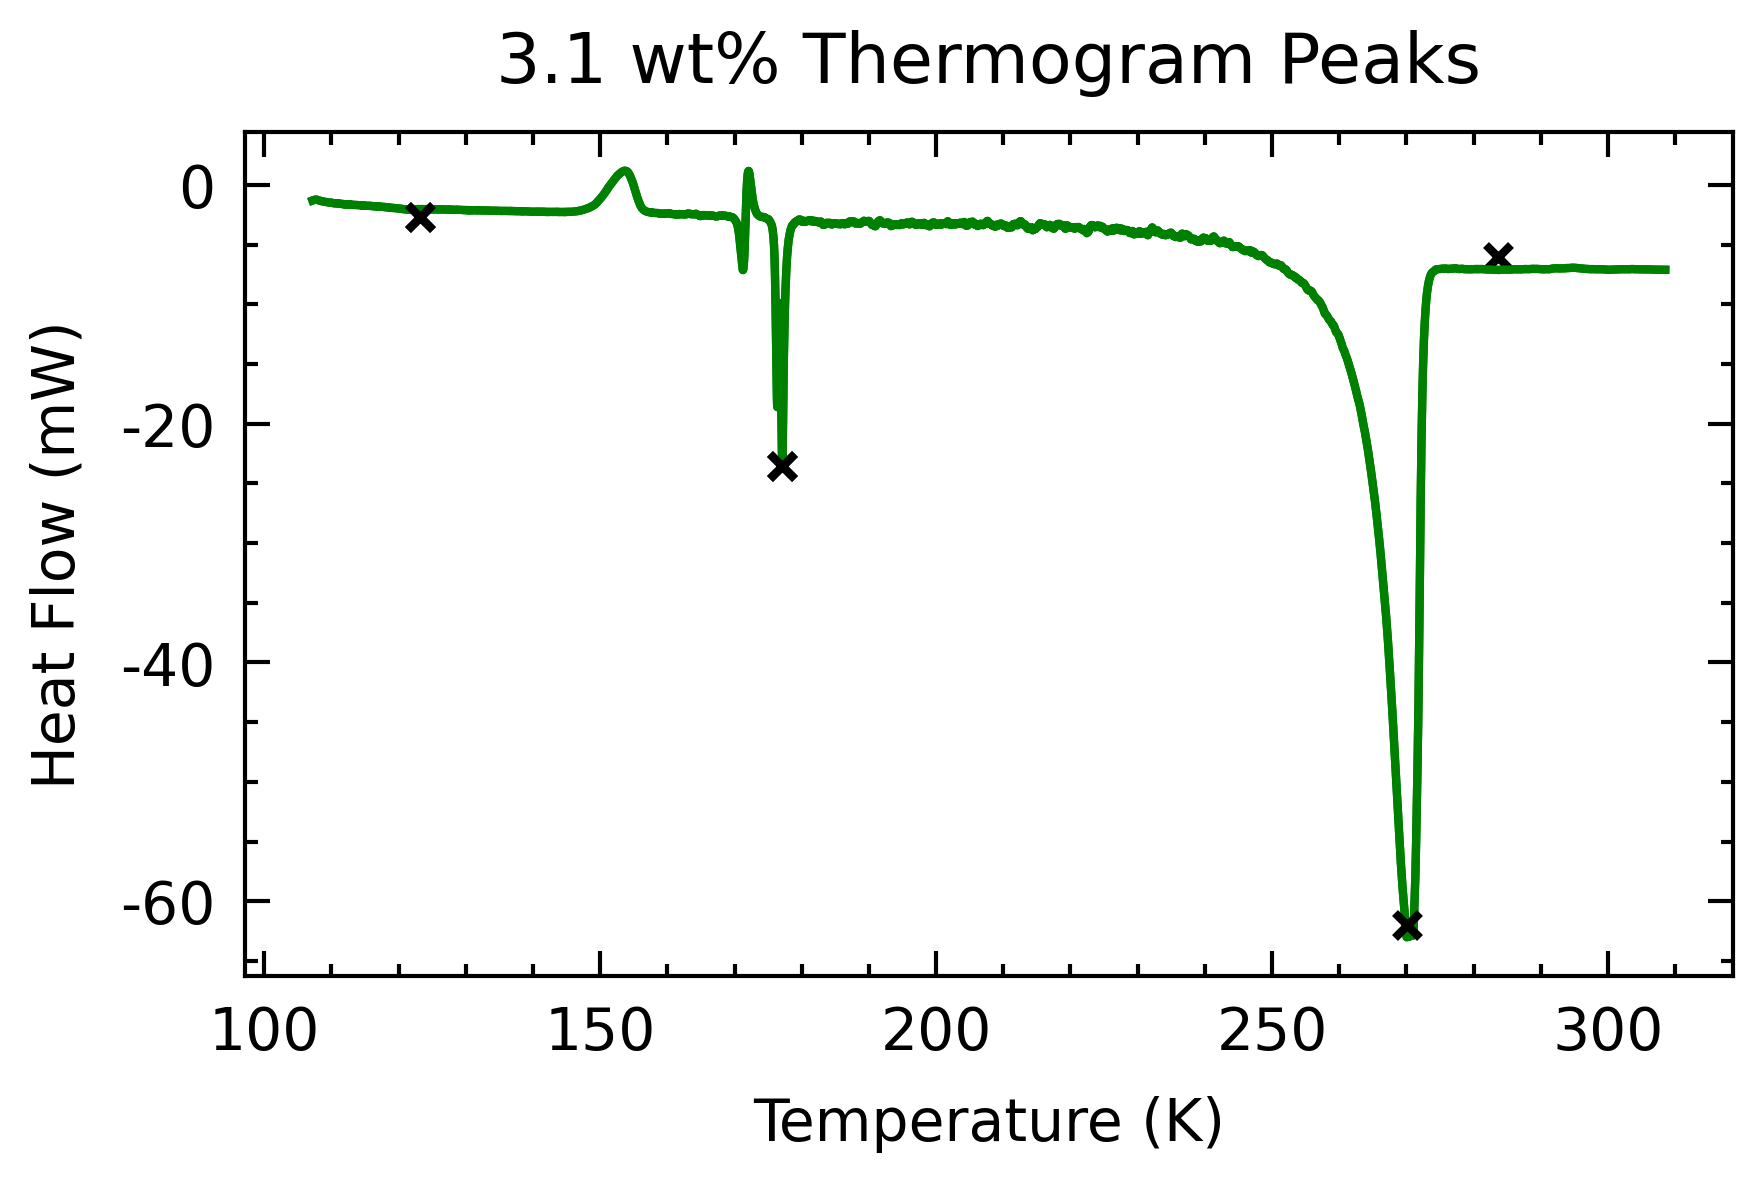 3.1 wt% Thermogram Peaks
0
-20
-40
-60
Heat Flow (mW)
100 150 200 250 300
Temperature (K)